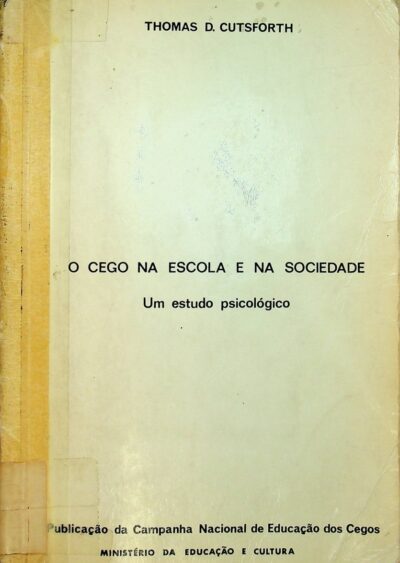 THOMAS D. CUTSFORTH
O CEGO NA ESCOLA E NA SOCIEDADE
Um estudo psicológico
Publicação da Campanha Nacional de Educação dos Cegos
MINISTÉRIO DA EDUCAÇÃO E CULTURA